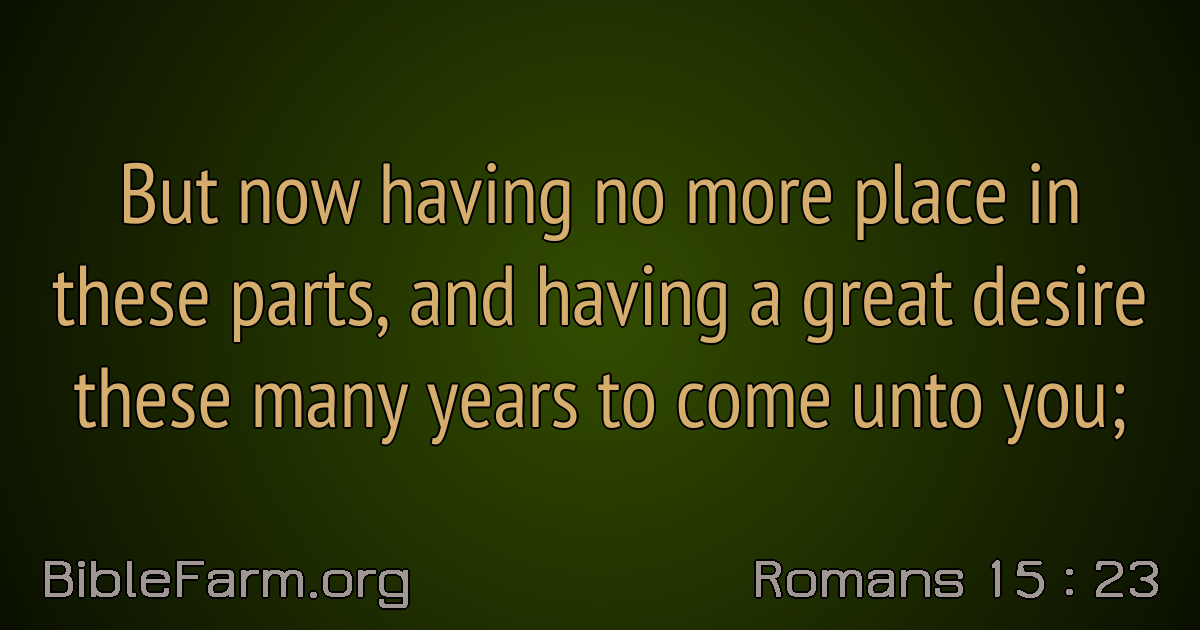 But now having no more place in
these parts, and having a great desire
these many years to come unto you;
BibleFarm.org
Romans 15 : 23